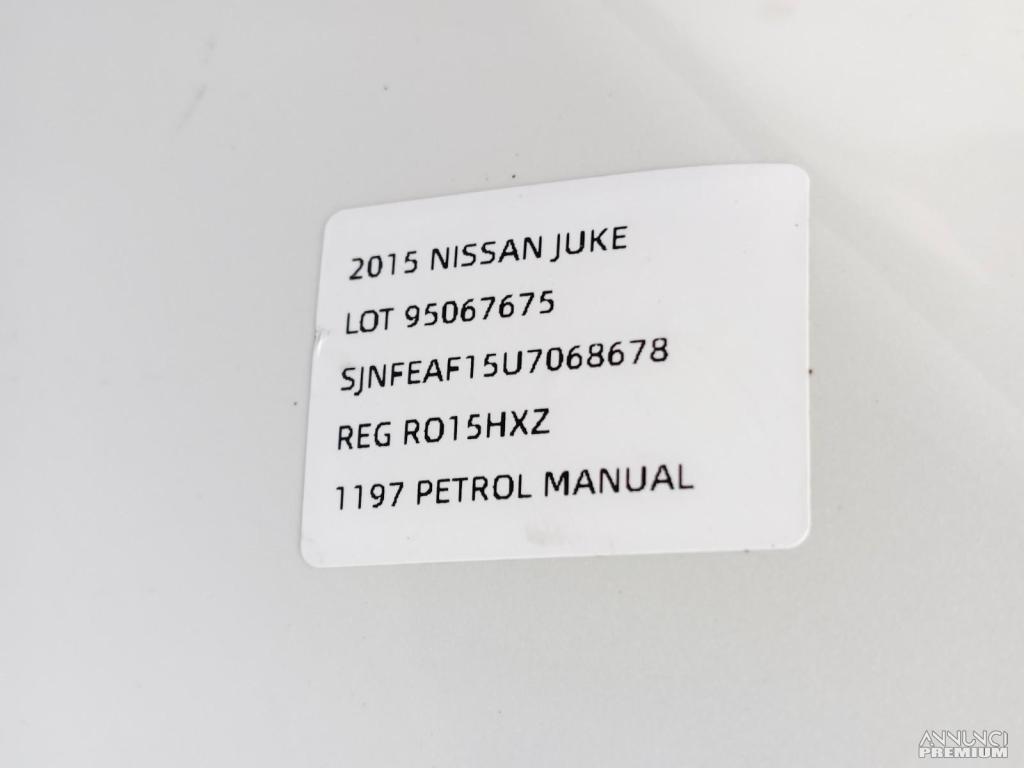 2015 NISSAN JUKE
LOT 95067675
SJNFEAF15U7068678
REG RO15HXZ
1197 PETROL MANUAL
ANNUNCI
PREMIUM